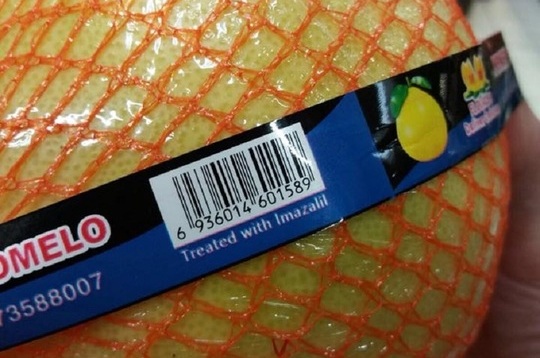 OMELO
73588007
6 936014 601589
Treated with Imazalil